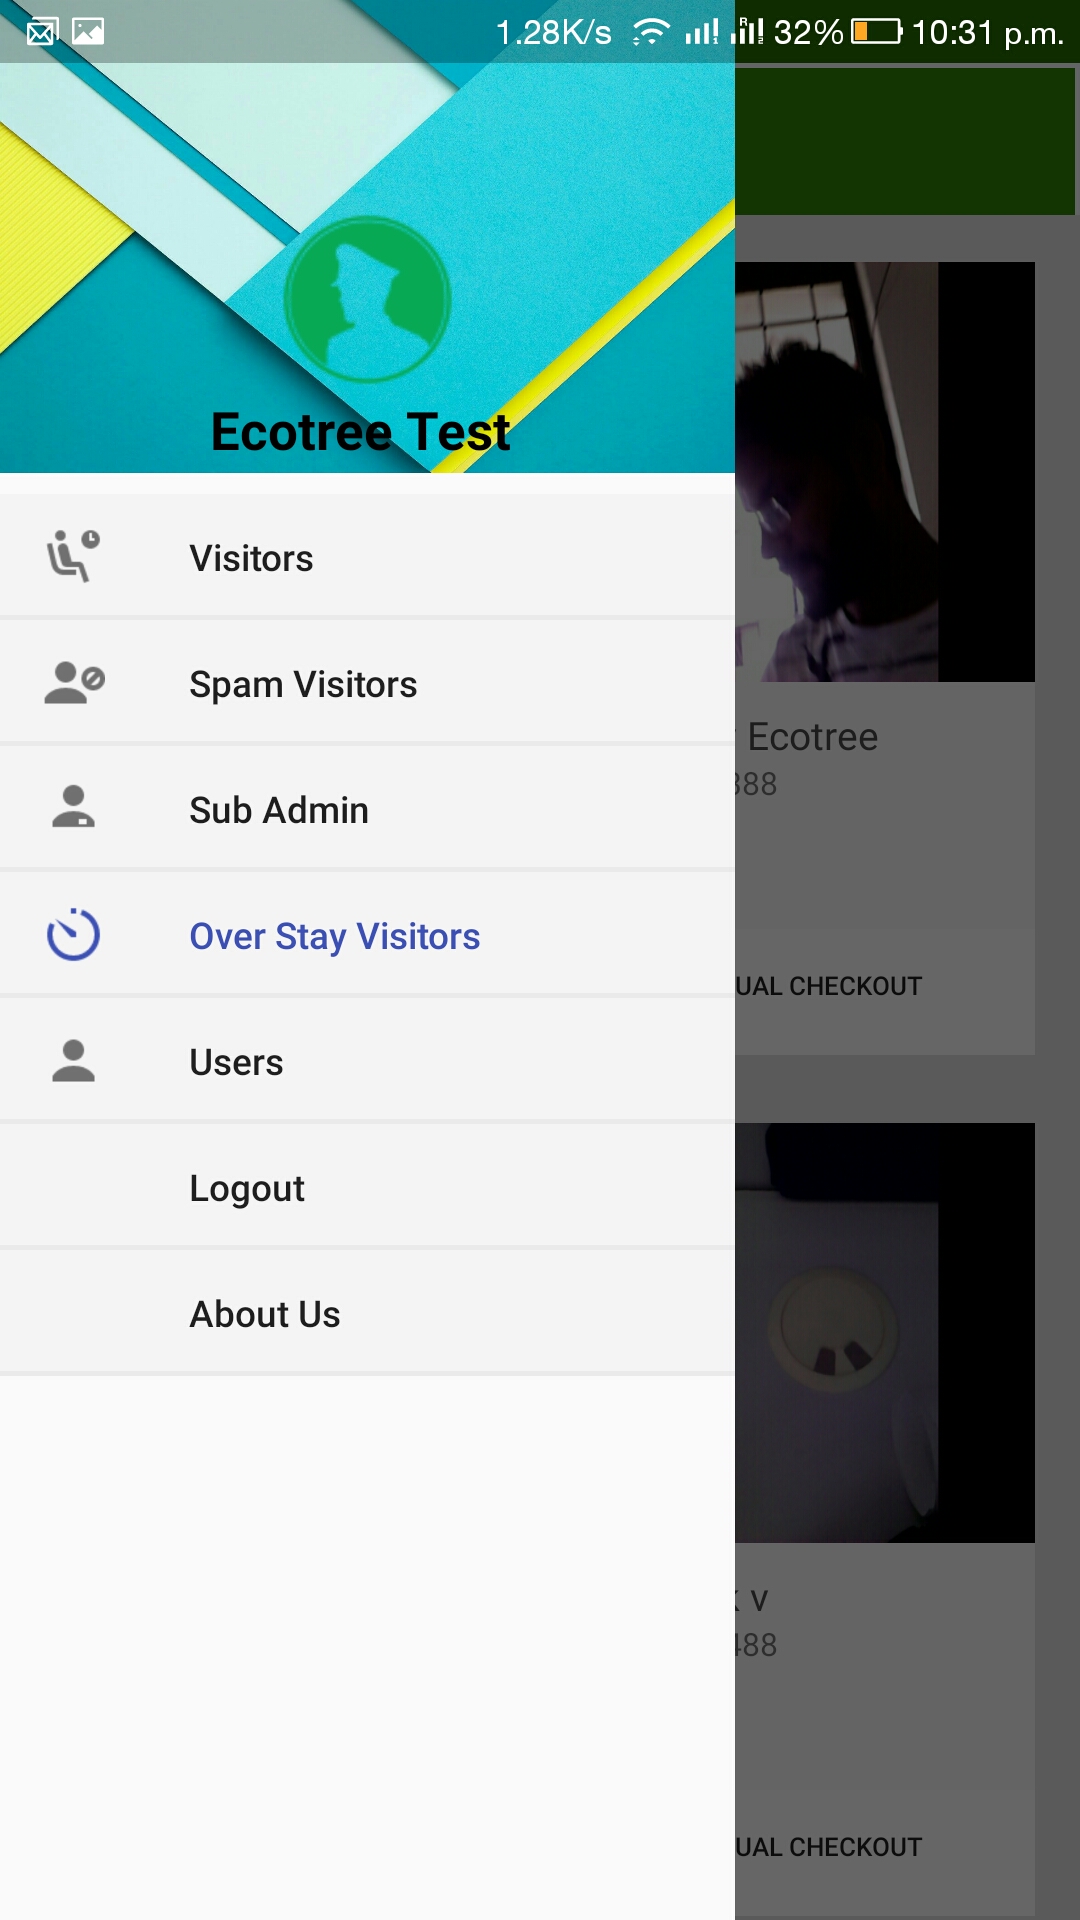 1.28K/s 32% 10:31 p.m.
Ecotree Test
Visitors
Spam Visitors
Sub Admin
Over Stay Visitors
Users
Logout
About Us
Ecotree
388
UAL CHECKOUT
v
488
UAL CHECKOUT